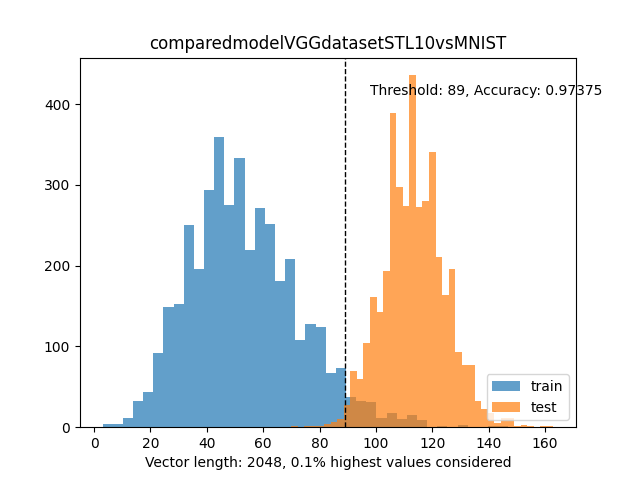 comparedmodelVGGdatasetSTL10vsMNIST
Threshold: 89, Accuracy: 0.97375
400
300
200
100
0
train
test
0 20 40 60 80 100 120 140 160
Vector length: 2048, 0.1% highest values considered